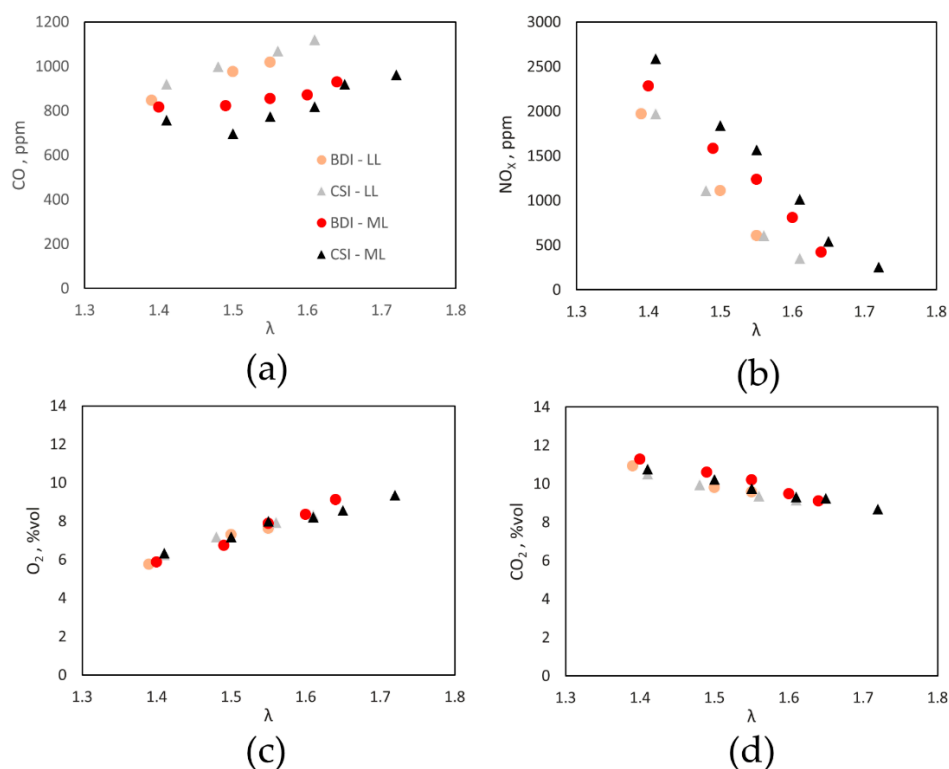 1200
1000
800
600
400
200
0
CO , ppm
BDI - LL
CSI - LL
BDI - ML
CSI - ML
1.3 1.4 1.5 1.6 1.7 1.8
λ
(a)
3000
2500
2000
1500
1000
500
0
NOX , ppm
1.3 1.4 1.5 1.6 1.7 1.8
λ
(b)
14
12
10
8
6
4
2
0
O2 , %vol
1.3 1.4 1.5 1.6 1.7 1.8
λ
(c)
14
12
10
8
6
4
2
0
CO2 , %vol
1.3 1.4 1.5 1.6 1.7 1.8
λ
(d)